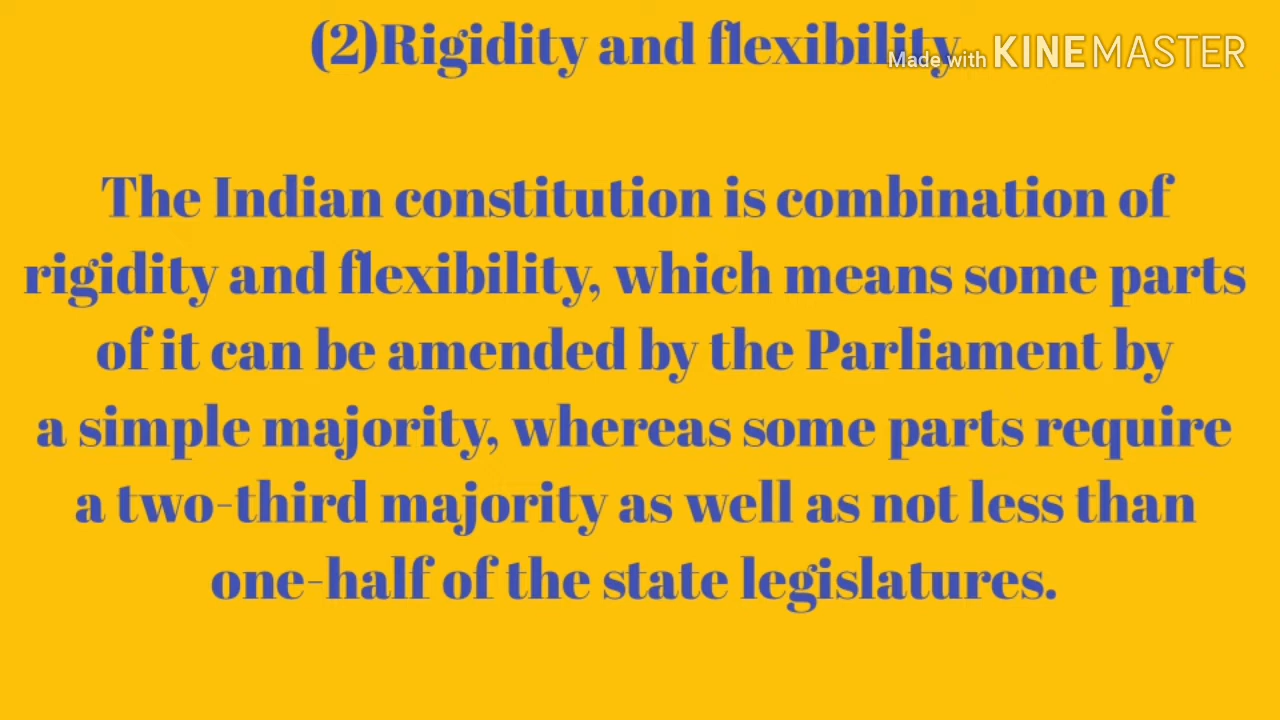 (2)Rigidity and flexibility
Made with KINEMASTER
The Indian constitution is combination of
rigidity and flexibility, which means some parts
of it can be amended by the Parliament by
a simple majority, whereas some parts require
a two-third majority as well as not less than
one-half of the state legislatures.